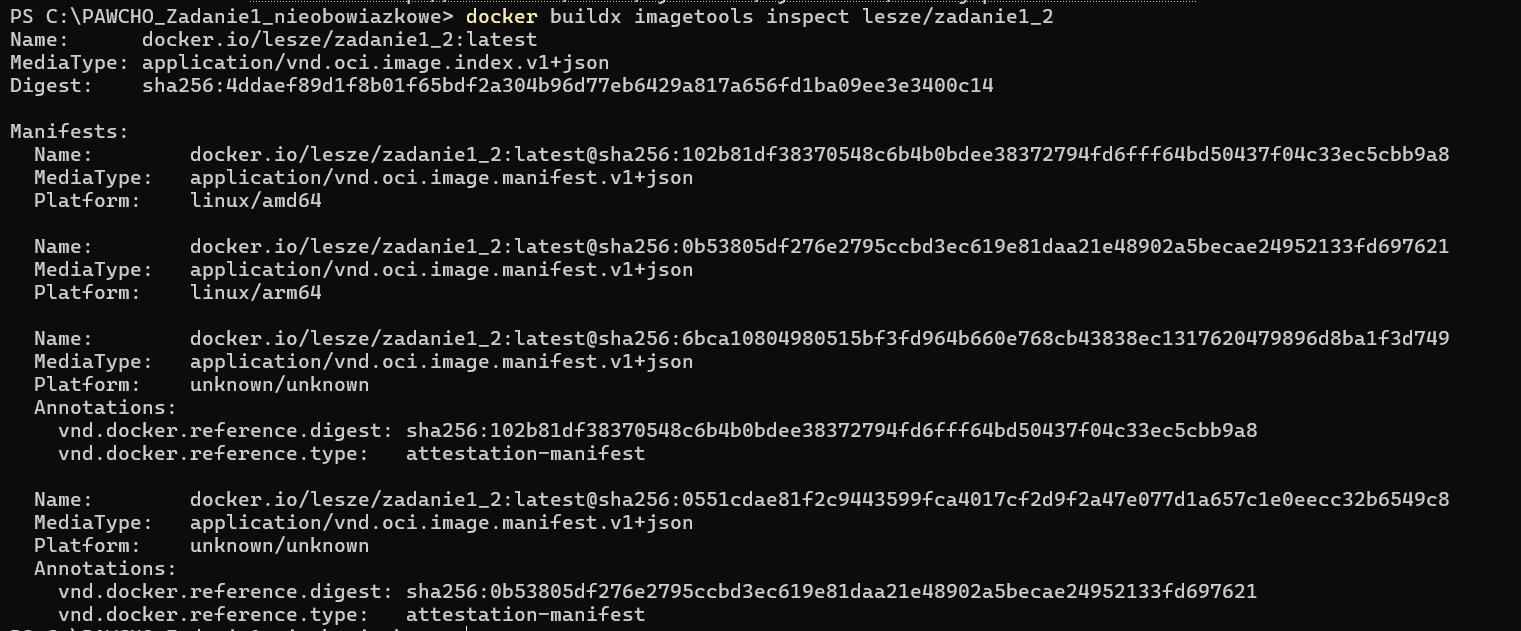 PS C:\PAWCHO_Zadanie1_nieobowiazkowe> docker buildx imagetools inspect lesze/zadanie1_2
Name:      docker.io/lesze/zadanie1_2:latest
MediaType: application/vnd.oci.image.index.v1+json
Digest:    sha256:4ddaef89d1f8b01f65bdf2a304b96d77eb6429a817a656fd1ba09ee3e3400c14
Manifests:
  Name:        docker.io/lesze/zadanie1_2:latest@sha256:102b81df38370548c6b4b0bdee38372794fd6fff64bd50437f04c33ec5cbb9a8
  MediaType:   application/vnd.oci.image.manifest.v1+json
  Platform:    linux/amd64
  Name:        docker.io/lesze/zadanie1_2:latest@sha256:0b53805df276e2795ccbd3ec619e81daa21e48902a5becae24952133fd697621
  MediaType:   application/vnd.oci.image.manifest.v1+json
  Platform:    linux/arm64
  Name:        docker.io/lesze/zadanie1_2:latest@sha256:6bca10804980515bf3fd964b660e768cb43838ec1317620479896d8ba1f3d749
  MediaType:   application/vnd.oci.image.manifest.v1+json
  Platform:    unknown/unknown
  Annotations:
    vnd.docker.reference.digest: sha256:102b81df38370548c6b4b0bdee38372794fd6fff64bd50437f04c33ec5cbb9a8
    vnd.docker.reference.type:   attestation-manifest
  Name:        docker.io/lesze/zadanie1_2:latest@sha256:0551cdae81f2c9443599fca4017cf2d9f2a47e077d1a657c1e0eecc32b6549c8
  MediaType:   application/vnd.oci.image.manifest.v1+json
  Platform:    unknown/unknown
  Annotations:
    vnd.docker.reference.digest: sha256:0b53805df276e2795ccbd3ec619e81daa21e48902a5becae24952133fd697621
    vnd.docker.reference.type:   attestation-manifest